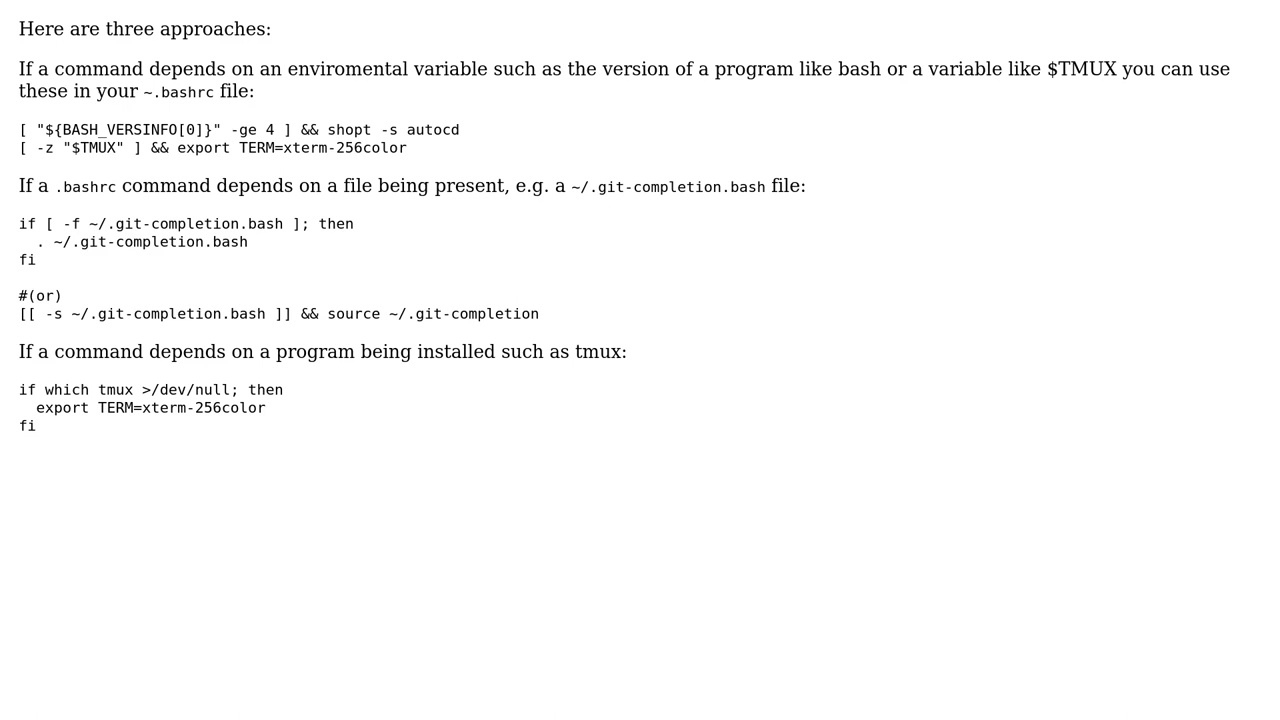 Here are three approaches:
If a command depends on an enviromental variable such as the version of a program like bash or a variable like $TMUX you can use
these in your ~.bashrc file:
[ "${BASH_VERSINFO[0]}" -ge 4 ] && shopt -s autocd
[ -z "$TMUX" ] && export TERM=xterm-256color
If a .bashrc command depends on a file being present, e.g. a ~/.git-completion.bash file:
if [ -f ~/.git-completion.bash ]; then
  . ~/.git-completion.bash
fi
#(or)
[[ -s ~/.git-completion.bash ]] && source ~/.git-completion
If a command depends on a program being installed such as tmux:
if which tmux >/dev/null; then
  export TERM=xterm-256color
fi